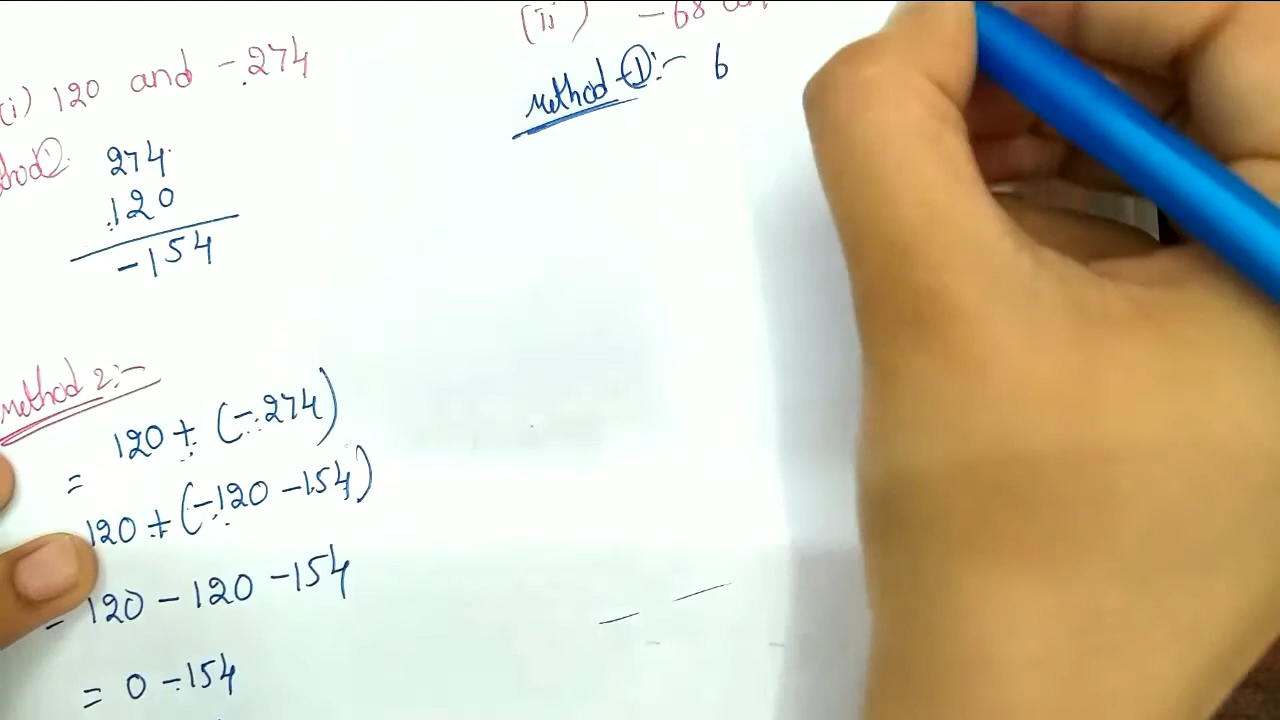 (i) 120 and -274
274
120
-154
method 2:-
120 + (-274)
= 120 + (-120 -154)
= 120 - 120 -154
= 0 -154
(ii) -68
method -①:- 6